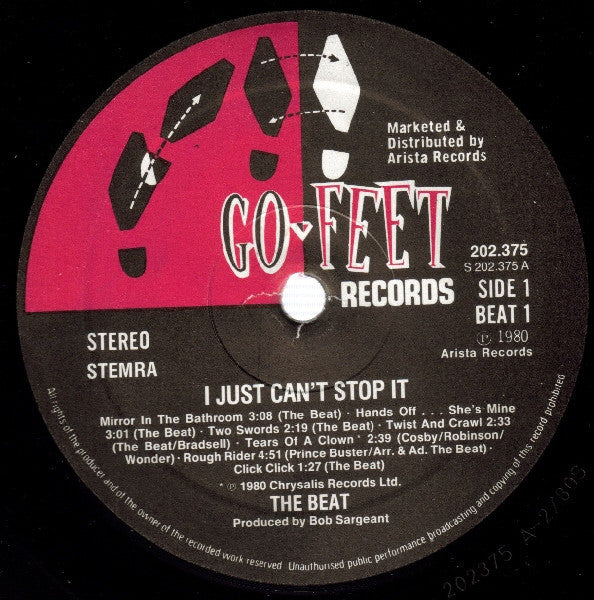 Marketed &
Distributed by
Arista Records
GO FEET
RECORDS
202.375
S 202.375 A
SIDE 1
BEAT 1
℗ 1980
Arista Records
STEREO
STEMRA
I JUST CAN'T STOP IT
Mirror In The Bathroom 3:08 (The Beat) · Hands Off . . . She's Mine
3:01 (The Beat) · Two Swords 2:19 (The Beat) · Twist And Crawl 2:33
(The Beat/Bradsell) · Tears Of A Clown * 2:39 (Cosby/Robinson/
Wonder) · Rough Rider 4:51 (Prince Buster/Arr. & Ad. The Beat) ·
Click Click 1:27 (The Beat)
* ℗ 1980 Chrysalis Records Ltd.
THE BEAT
Produced by Bob Sargeant
All rights of the producer and of the owner of the recorded work reserved Unauthorised public performance broadcasting and copying of this record prohibited
202375 A-2/805